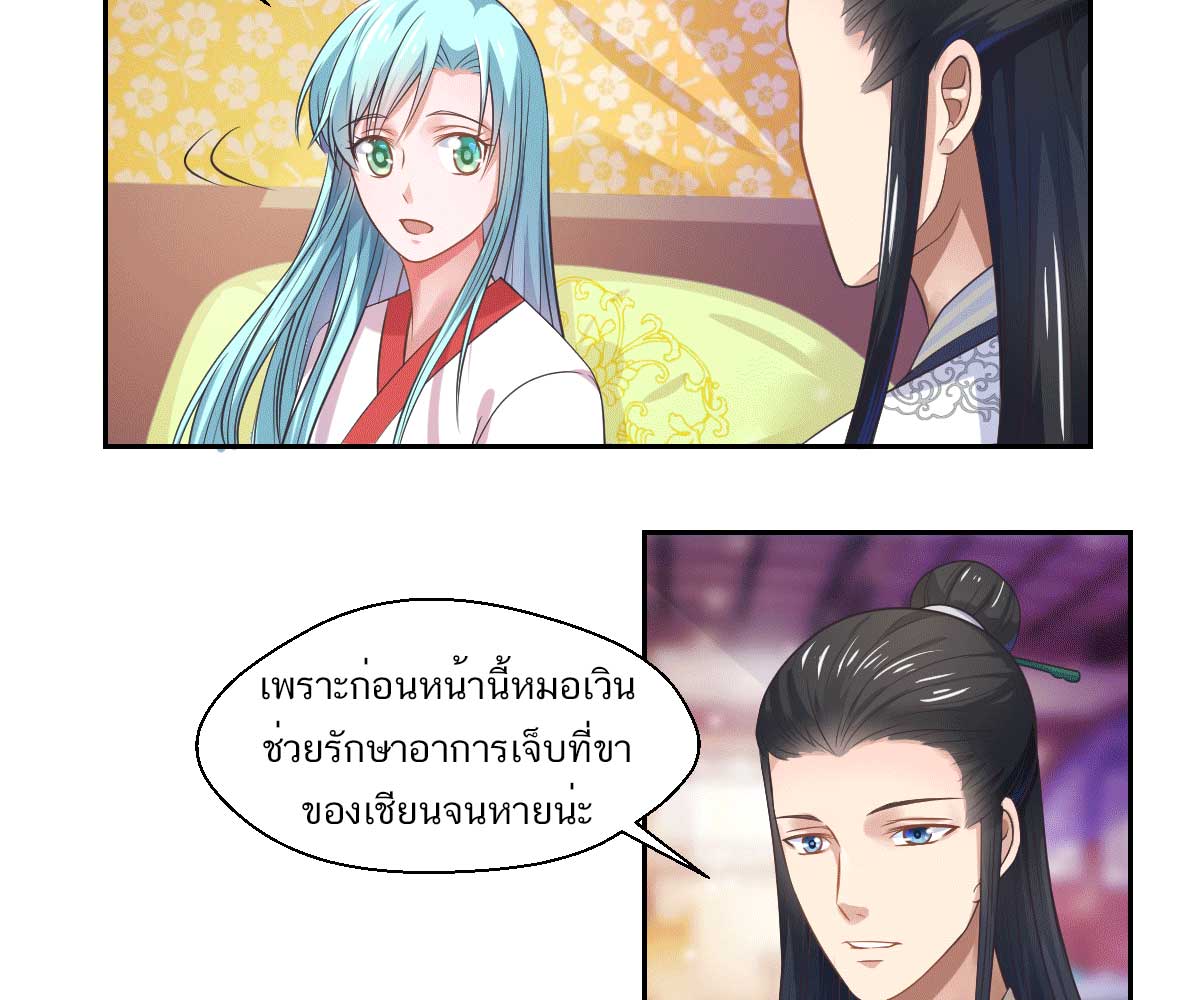 เพราะก่อนหน้านี้หมอเวิน
ช่วยรักษาอาการเจ็บที่ขา
ของเชียนจนหายน่ะ